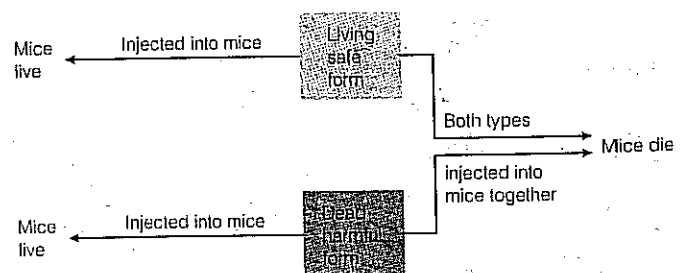 Mice
live
Injected into mice
Living
safe
form
Both types
Mice die
injected into
mice together
Mice
live
Injected into mice
Dead
harmful
form